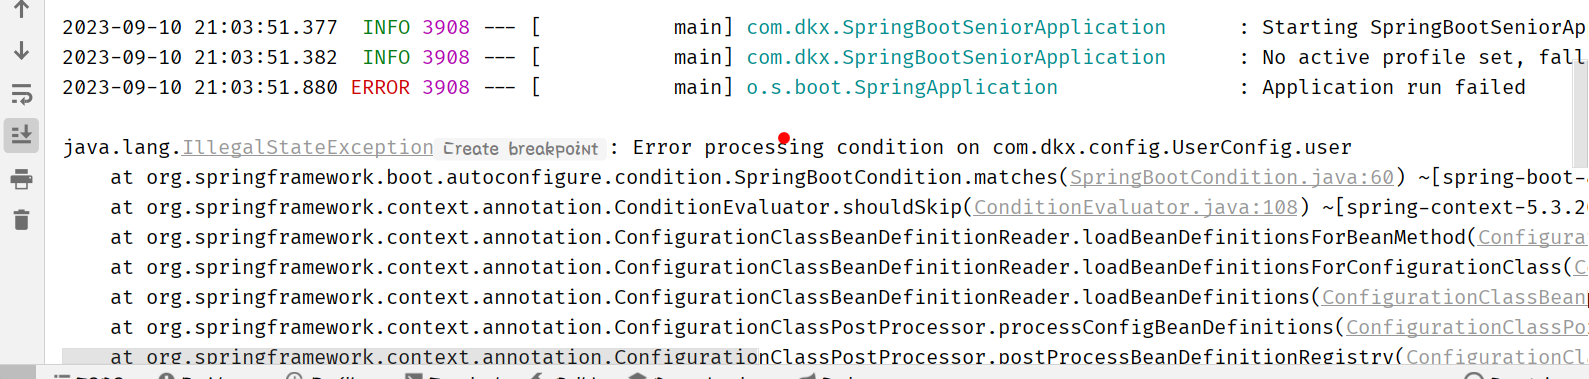 2023-09-10 21:03:51.377  INFO 3908 --- [           main] com.dkx.SpringBootSeniorApplication      : Starting SpringBootSeniorAp
2023-09-10 21:03:51.382  INFO 3908 --- [           main] com.dkx.SpringBootSeniorApplication      : No active profile set, fall
2023-09-10 21:03:51.880 ERROR 3908 --- [           main] o.s.boot.SpringApplication               : Application run failed
java.lang.IllegalStateException Create breakpoint : Error processing condition on com.dkx.config.UserConfig.user
    at org.springframework.boot.autoconfigure.condition.SpringBootCondition.matches(SpringBootCondition.java:60) ~[spring-boot-
    at org.springframework.context.annotation.ConditionEvaluator.shouldSkip(ConditionEvaluator.java:108) ~[spring-context-5.3.2
    at org.springframework.context.annotation.ConfigurationClassBeanDefinitionReader.loadBeanDefinitionsForBeanMethod(Configura
    at org.springframework.context.annotation.ConfigurationClassBeanDefinitionReader.loadBeanDefinitionsForConfigurationClass(C
    at org.springframework.context.annotation.ConfigurationClassBeanDefinitionReader.loadBeanDefinitions(ConfigurationClassBean
    at org.springframework.context.annotation.ConfigurationClassPostProcessor.processConfigBeanDefinitions(ConfigurationClassPo
    at org.springframework.context.annotation.ConfigurationClassPostProcessor.postProcessBeanDefinitionRegistry(ConfigurationCl